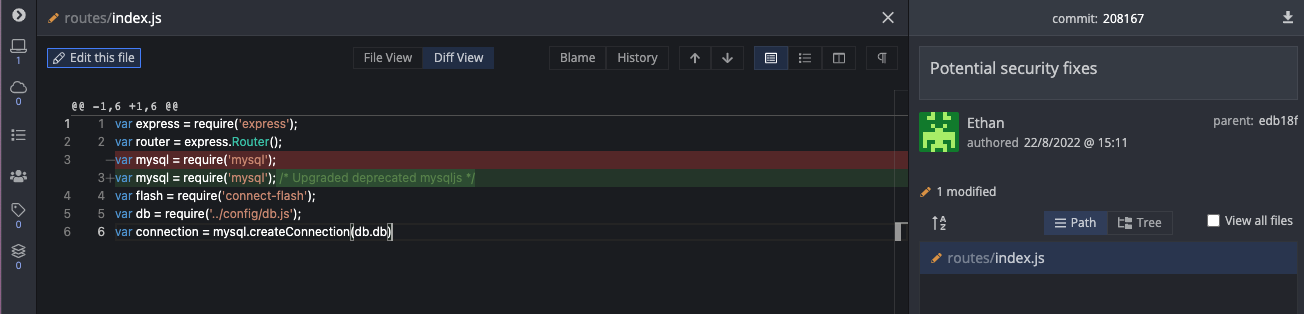 routes/index.js
commit: 208167
Edit this file
File View
Diff View
Blame
History
¶
Potential security fixes
1
0
@@ -1,6 +1,6 @@
1 1 var express = require('express');
2 2 var router = express.Router();
3 —var mysql = require('mysql');
3+var mysql = require('mysql'); /* Upgraded deprecated mysqljs */
4 4 var flash = require('connect-flash');
5 5 var db = require('../config/db.js');
6 6 var connection = mysql.createConnection(db.db)
0
0
Ethan
authored 22/8/2022 @ 15:11
parent: edb18f
1 modified
A
Z
Path
Tree
View all files
routes/index.js